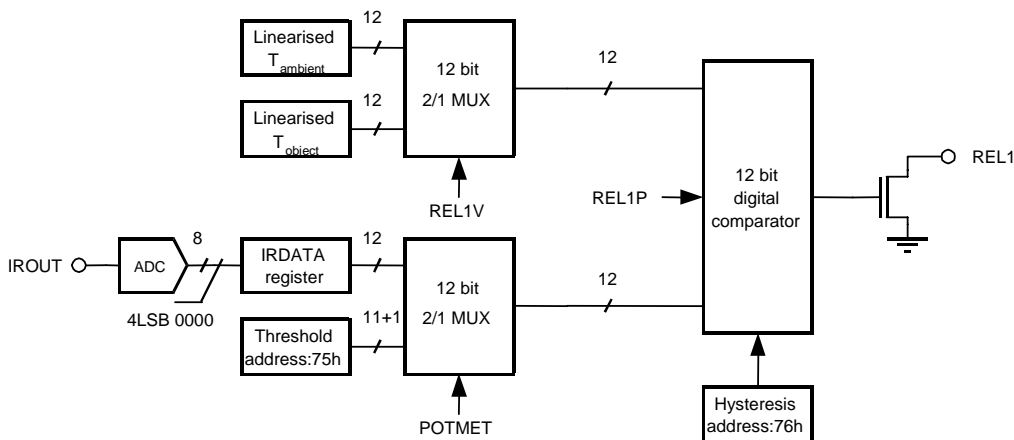 12
Linearised
T ambient
12
Linearised
T object
12 bit
2/1 MUX
REL1V
12
IROUT
ADC
8
4LSB 0000
IRDATA
register
12
Threshold
address:75h
11+1
12 bit
2/1 MUX
POTMET
12
REL1P
12 bit
digital
comparator
REL1
Hysteresis
address:76h